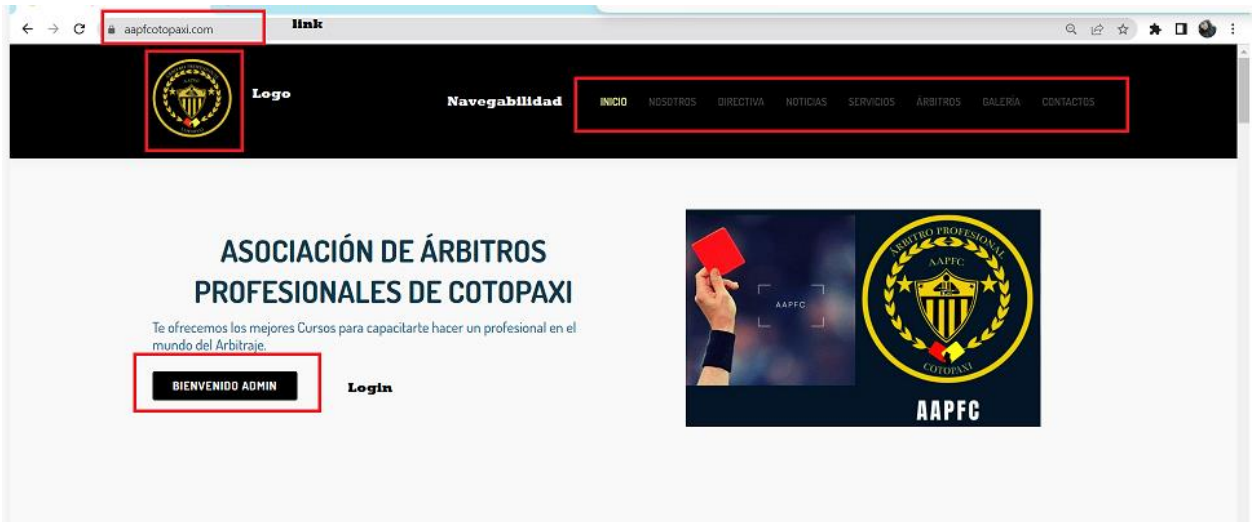 aapfcotopaxi.com
link
Logo
Navegabilidad
INICIO NOSOTROS DIRECTIVA NOTICIAS SERVICIOS ÁRBITROS GALERÍA CONTACTOS
ASOCIACIÓN DE ÁRBITROS
PROFESIONALES DE COTOPAXI
Te ofrecemos los mejores Cursos para capacitarte hacer un profesional en el
mundo del Arbitraje.
BIENVENIDO ADMIN
Login
AAPFC
ÁRBITRO PROFESIONAL
AAPFC
COTOPAXI
AAPFC